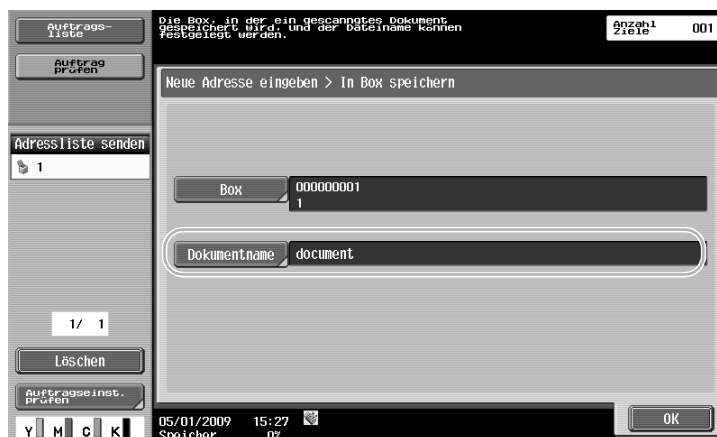 Auftrags-
liste
Auftrag
prüfen
Adressliste senden
1
1/ 1
Löschen
Auftragseinst.
prüfen
Y M C K
Die Box, in der ein gescanngtes Dokument
gespeichert wird, und der Dateiname können
festgelegt werden.
Anzahl
Ziele 001
Neue Adresse eingeben > In Box speichern
Box 000000001
1
Dokumentname document
05/01/2009 15:27
Speicher 0%
OK